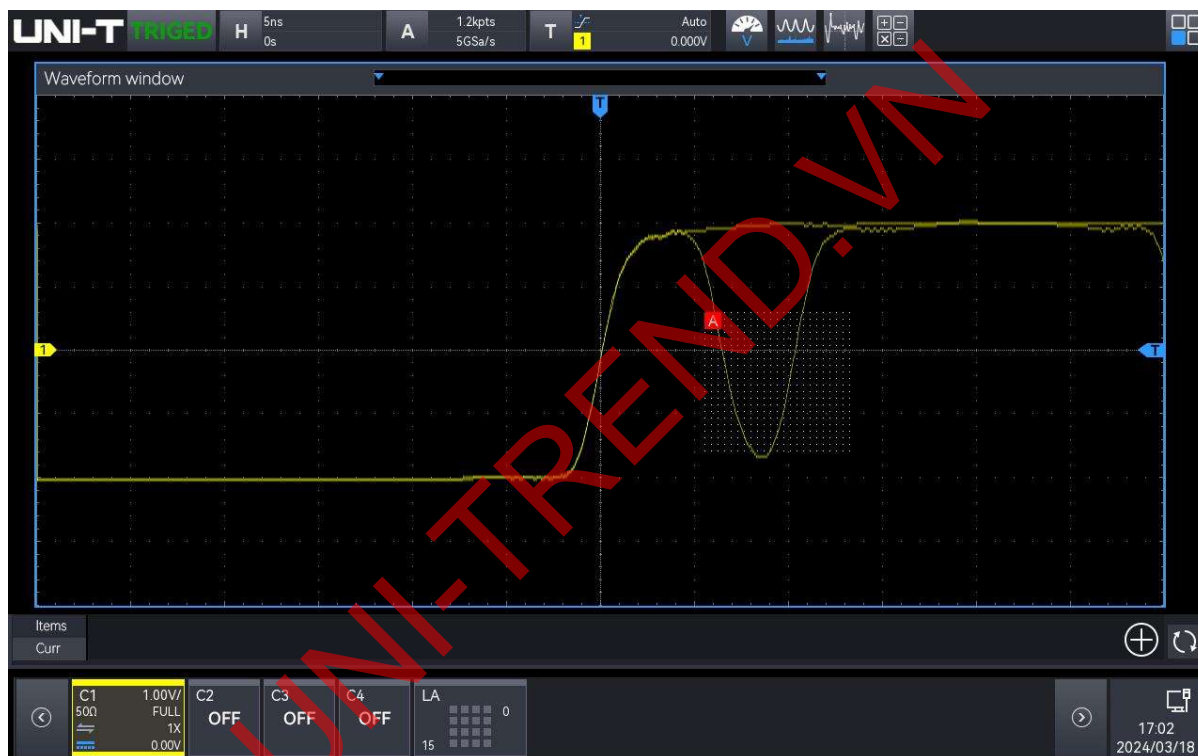 UNI-T TRIGED H 5ns 0s A 1.2kpts 5GSa/s T 1 Auto 0.000V V
Waveform window
T
A
1 T
UNI-TREND.VN
Items
Curr
C1 1.00V/ 50Ω FULL 1X 0.00V
C2 OFF
C3 OFF
C4 OFF
LA 0 15
17:02
2024/03/18